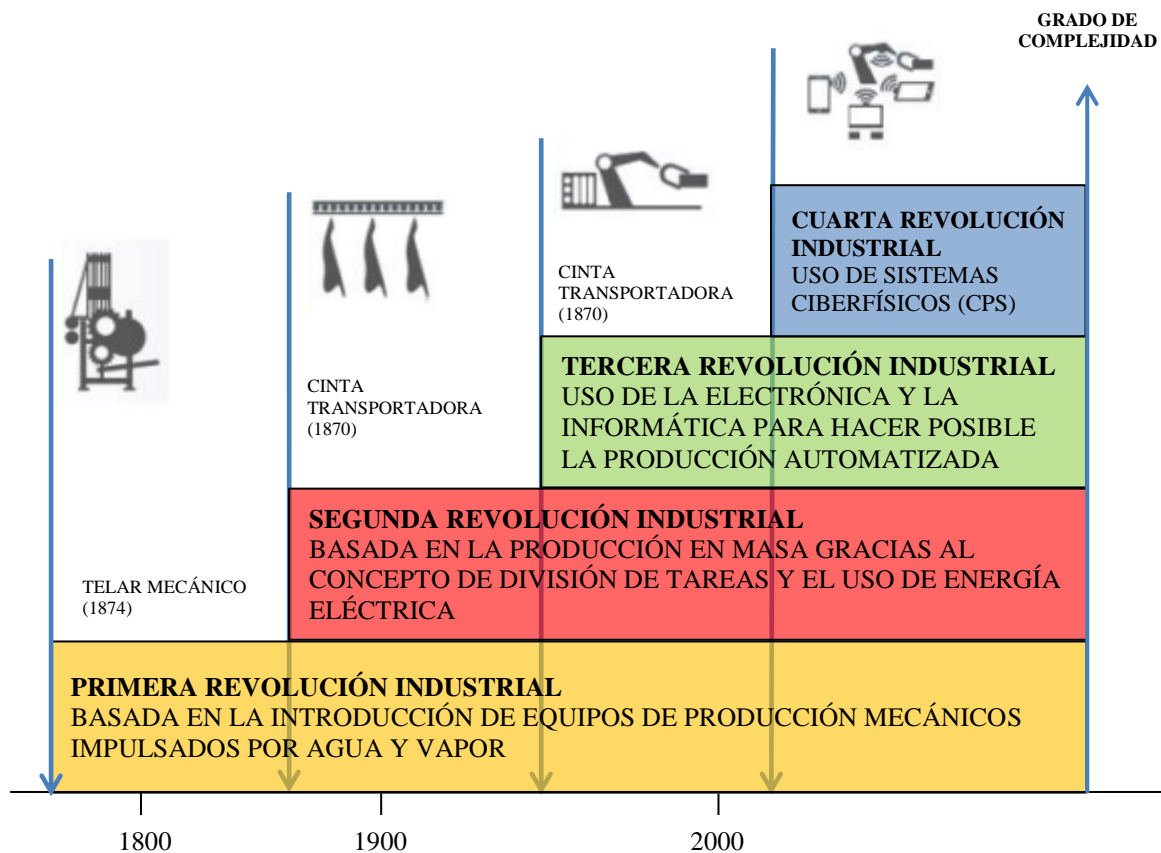 GRADO DE
COMPLEJIDAD
CUARTA REVOLUCIÓN
INDUSTRIAL
USO DE SISTEMAS
CIBERFÍSICOS (CPS)
CINTA
TRANSPORTADORA
(1870)
TERCERA REVOLUCIÓN INDUSTRIAL
USO DE LA ELECTRÓNICA Y LA
INFORMÁTICA PARA HACER POSIBLE
LA PRODUCCIÓN AUTOMATIZADA
CINTA
TRANSPORTADORA
(1870)
SEGUNDA REVOLUCIÓN INDUSTRIAL
BASADA EN LA PRODUCCIÓN EN MASA GRACIAS AL
CONCEPTO DE DIVISIÓN DE TAREAS Y EL USO DE ENERGÍA
ELÉCTRICA
TELAR MECÁNICO
(1874)
PRIMERA REVOLUCIÓN INDUSTRIAL
BASADA EN LA INTRODUCCIÓN DE EQUIPOS DE PRODUCCIÓN MECÁNICOS
IMPULSADOS POR AGUA Y VAPOR
1800
1900
2000